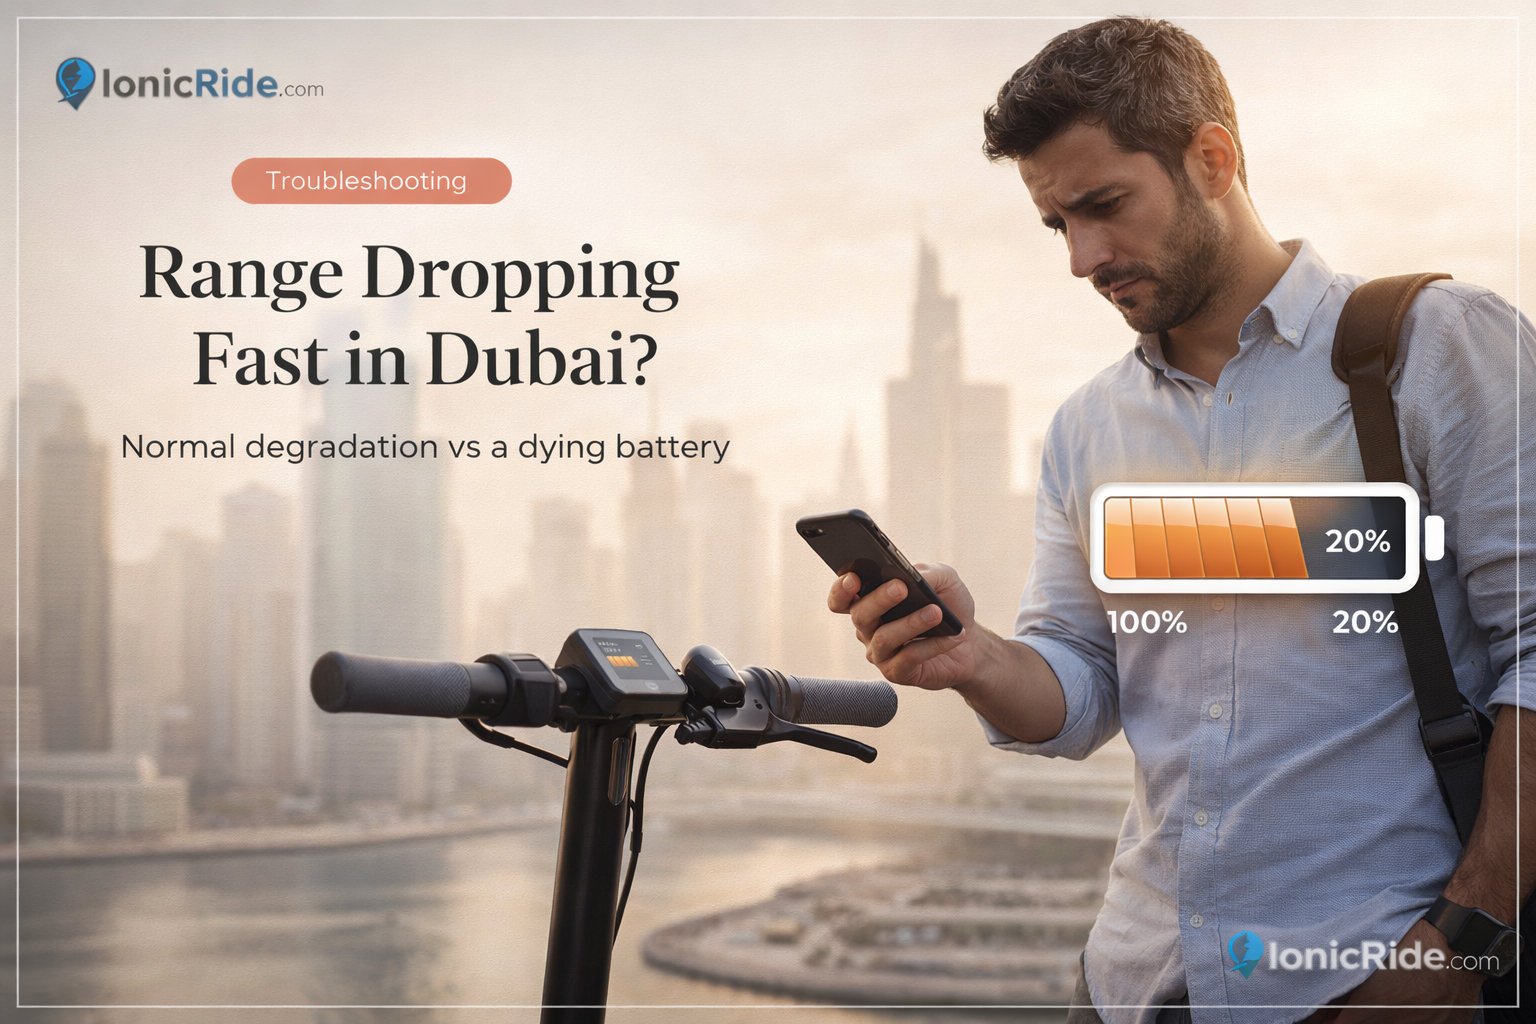 IonicRide.com
Troubleshooting
Range Dropping
Fast in Dubai?
Normal degradation vs a dying battery
20%
100% 20%
IonicRide.com